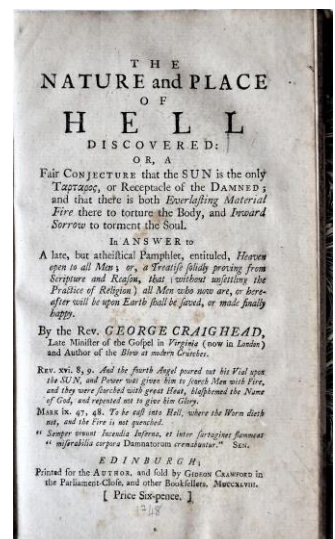 THE
NATURE and PLACE
OF
HELL
DISCOVERED:
OR, A
Fair CONJECTURE that the SUN is the only
Ταρταρος, or Receptacle of the DAMNED;
and that there is both Everlaſting Material
Fire there to torture the Body, and Inward
Sorrow to torment the Soul.
In ANSWER to
A late, but atheiſtical Pamphlet, entituled, Heaven
open to all Men; or, a Treatiſe ſolidly proving from
Scripture and Reaſon, that (without unſettling the
Practice of Religion) all Men who now are, or here-
after will be upon Earth ſhall be ſaved, or made finally
happy.
By the Rev. GEORGE CRAIGHEAD,
Late Miniſter of the Goſpel in Virginia (now in London)
and Author of the Blow at modern Crutches.
REV. xvi. 8, 9. And the fourth Angel poured out his Vial upon
the SUN, and Power was given him to ſcorch Men with Fire,
and they were ſcorched with great Heat, blaſphemed the Name
of God, and repented not to give him Glory.
MARK ix. 47, 48. To be caſt into Hell, where the Worm dieth
not, and the Fire is not quenched.
" Semper vivunt Incendia Inferna, et inter ſartagines flammeat
" miſerabilia corpora Damnatorum cremabuntur." SEN.
EDINBURGH;
Printed for the AUTHOR, and ſold by GIDEON CRAWFORD in
the Parliament-Cloſe, and other Bookſellers. MDCCXLVIII.
[ Price Six-pence. ]
1748